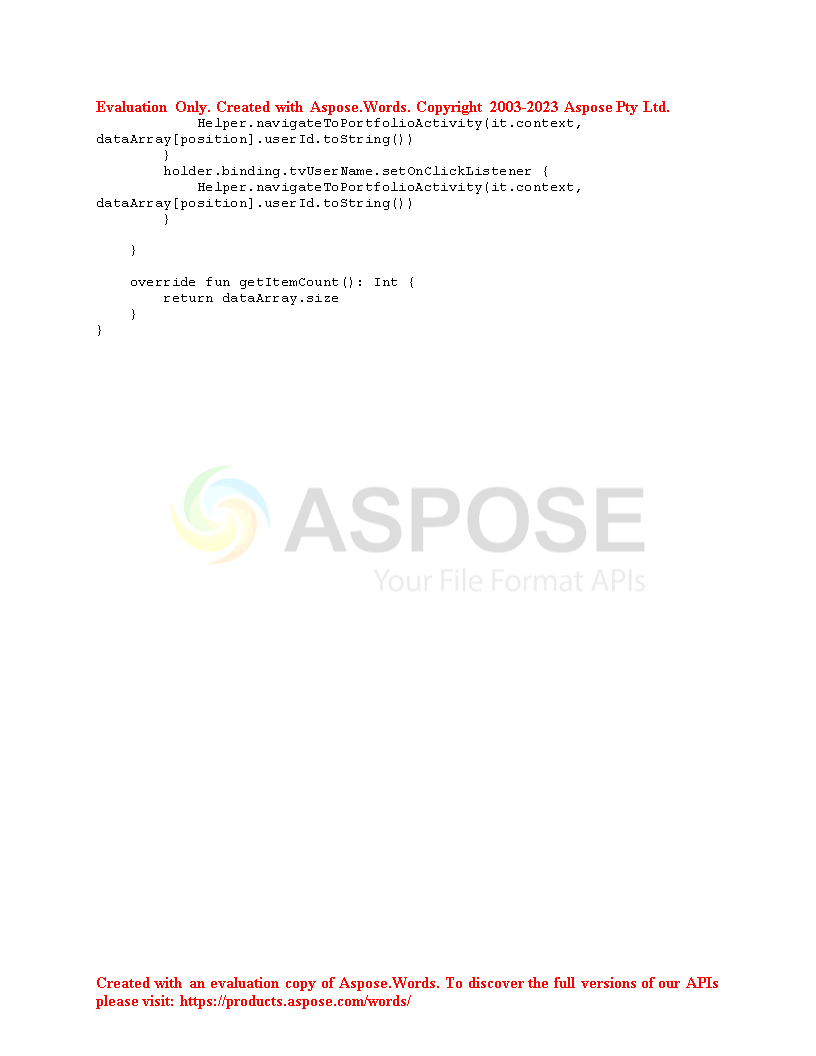 Evaluation Only. Created with Aspose.Words. Copyright 2003-2023 Aspose Pty Ltd.
            Helper.navigateToPortfolioActivity(it.context,
dataArray[position].userId.toString())
        }
        holder.binding.tvUserName.setOnClickListener {
            Helper.navigateToPortfolioActivity(it.context,
dataArray[position].userId.toString())
        }

    }

    override fun getItemCount(): Int {
        return dataArray.size
    }
}
ASPOSE
Your File Format APIs
Created with an evaluation copy of Aspose.Words. To discover the full versions of our APIs
please visit: https://products.aspose.com/words/